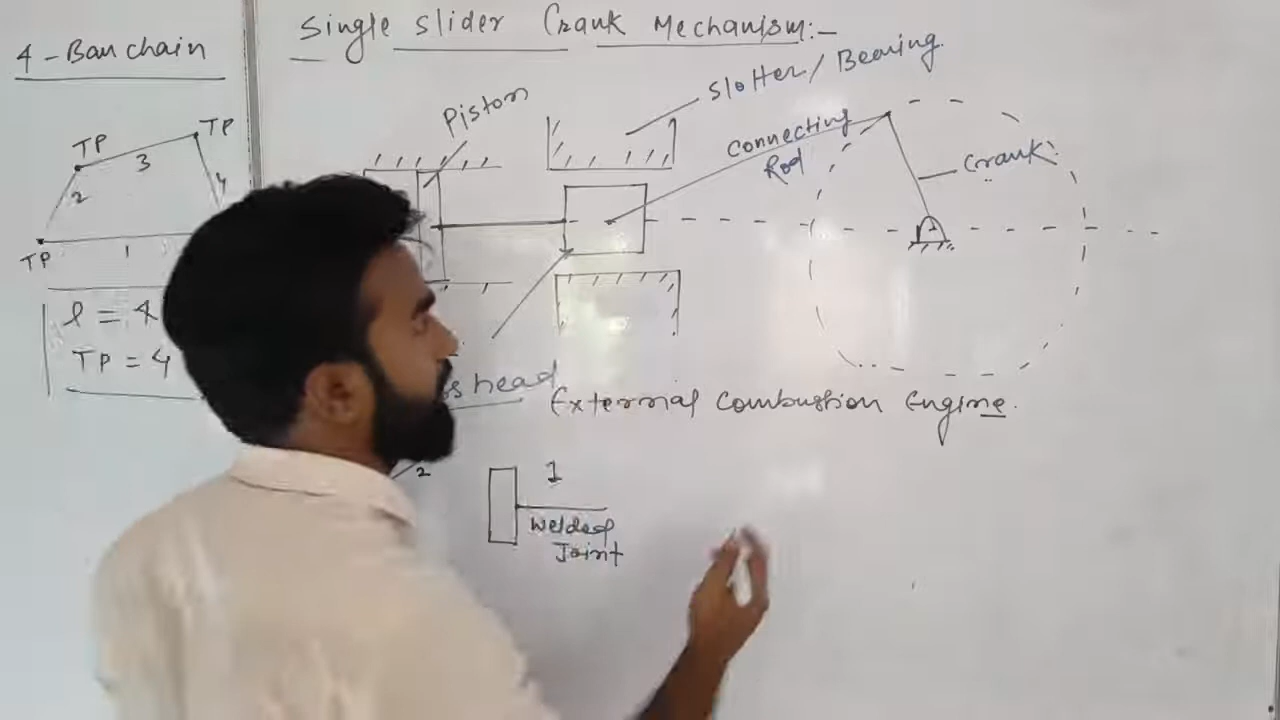 Single Slider Crank Mechanism:-
4-Bar chain
TP
TP
3
2
4
TP
1
l = 4
TP = 4
Piston
Slotter/Bearing
Connecting
Rod
Crank
head
External Combustion Engine.
2
1
Welded
Joint